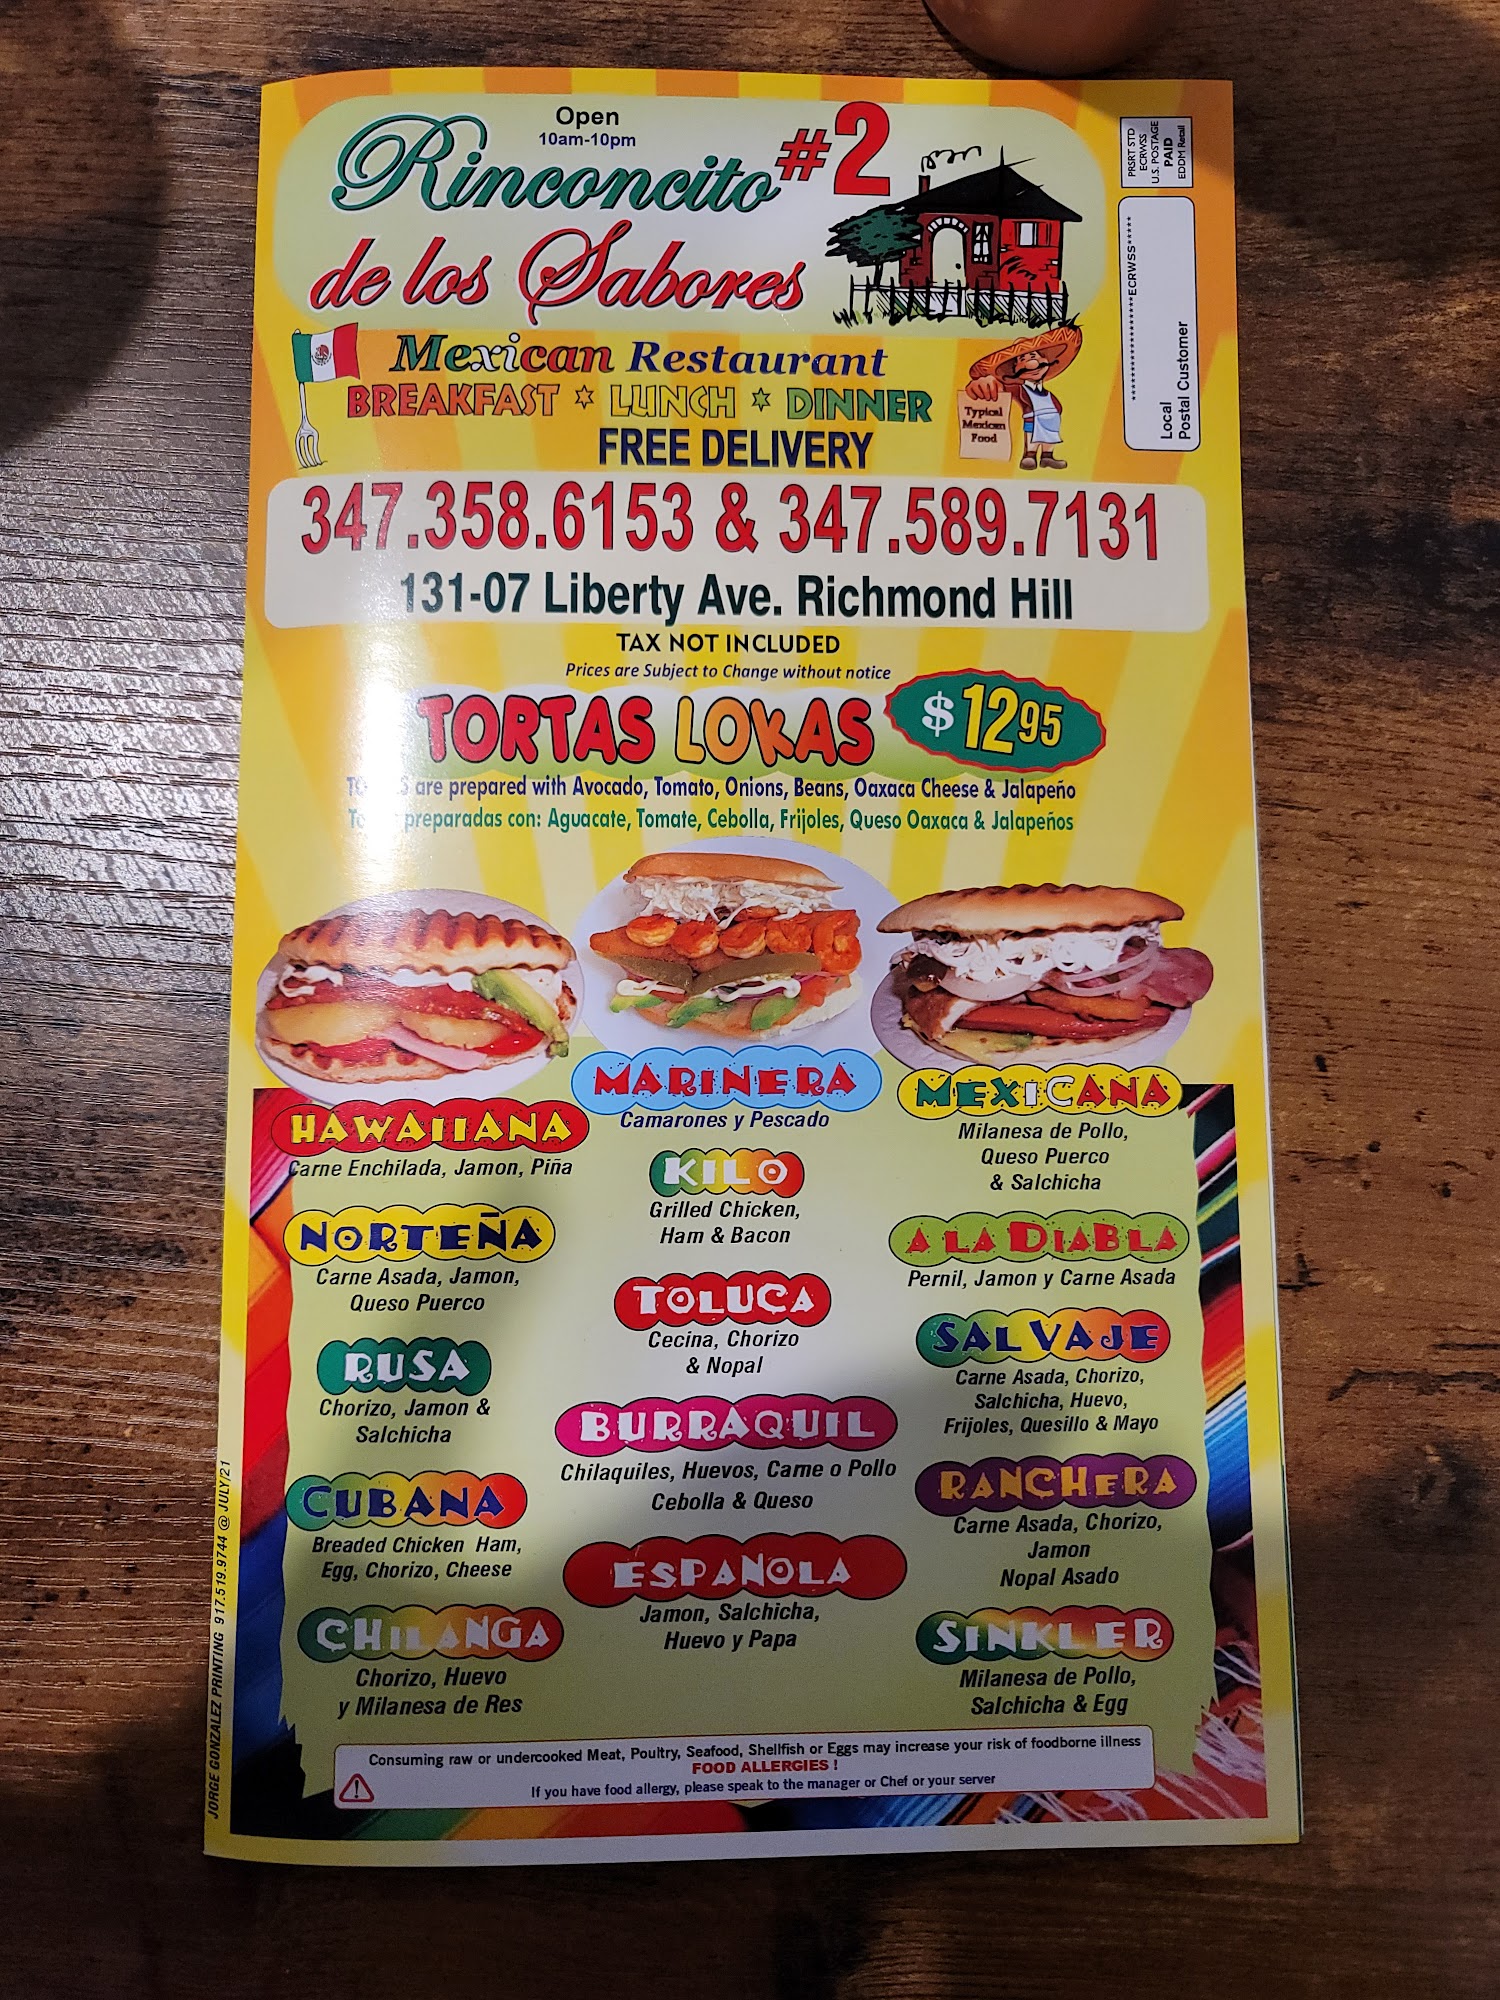 Open
10am-10pm
Rinconcito #2
de los Sabores
Mexican Restaurant
BREAKFAST * LUNCH * DINNER
FREE DELIVERY
Typical
Mexican
Food
PRSRT STD
ECRWSS
U.S. POSTAGE
PAID
EDDM Retail
*****************ECRWSS*****
Local
Postal Customer
347.358.6153 & 347.589.7131
131-07 Liberty Ave. Richmond Hill
TAX NOT INCLUDED
Prices are Subject to Change without notice
TORTAS LOKAS $1295
are prepared with Avocado, Tomato, Onions, Beans, Oaxaca Cheese & Jalapeño
preparadas con: Aguacate, Tomate, Cebolla, Frijoles, Queso Oaxaca & Jalapeños
HAWAIIANA
Carne Enchilada, Jamon, Piña
NORTEÑA
Carne Asada, Jamon,
Queso Puerco
RUSA
Chorizo, Jamon &
Salchicha
CUBANA
Breaded Chicken Ham,
Egg, Chorizo, Cheese
CHILANGA
Chorizo, Huevo
y Milanesa de Res
MARINERA
Camarones y Pescado
KILO
Grilled Chicken,
Ham & Bacon
TOLUCA
Cecina, Chorizo
& Nopal
BURRAQUIL
Chilaquiles, Huevos, Carne o Pollo
Cebolla & Queso
ESPAÑOLA
Jamon, Salchicha,
Huevo y Papa
MEXICANA
Milanesa de Pollo,
Queso Puerco
& Salchicha
A LA DIABLA
Pernil, Jamon y Carne Asada
SALVAJE
Carne Asada, Chorizo,
Salchicha, Huevo,
Frijoles, Quesillo & Mayo
RANCHERA
Carne Asada, Chorizo,
Jamon
Nopal Asado
SINKLER
Milanesa de Pollo,
Salchicha & Egg
Consuming raw or undercooked Meat, Poultry, Seafood, Shellfish or Eggs may increase your risk of foodborne illness
FOOD ALLERGIES !
If you have food allergy, please speak to the manager or Chef or your server
JORGE GONZALEZ PRINTING 917.519.9744 @ JULY/21